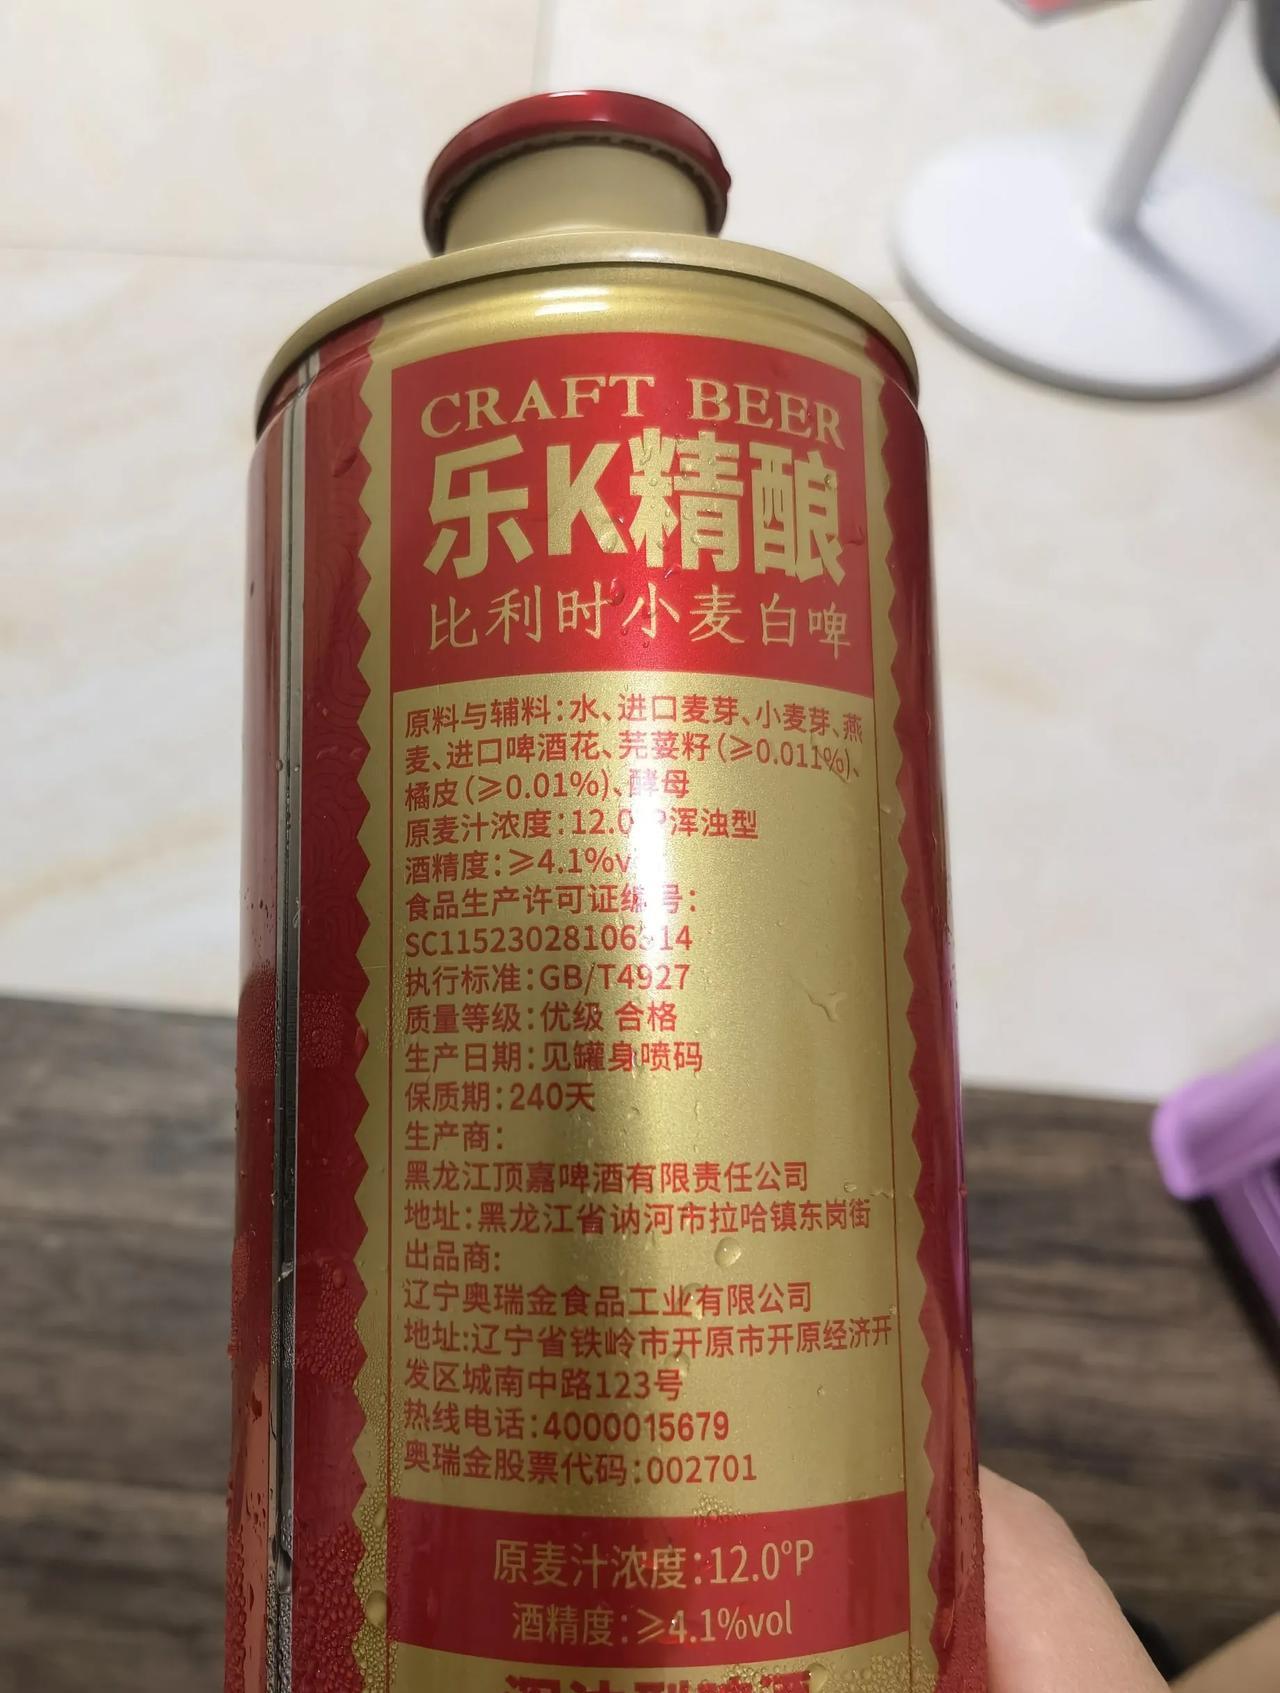 CRAFT BEER
乐K精酿
比利时小麦白啤
原料与辅料:水、进口麦芽、小麦芽、燕
麦、进口啤酒花、芫荽籽(≥0.011%)、
橘皮(≥0.01%)、酵母
原麦汁浓度:12.0°P浑浊型
酒精度:≥4.1%v
食品生产许可证编号:
执行标准:GB/T4927
质量等级:优级 合格
生产日期:见罐身喷码
保质期:240天
生产商:
黑龙江顶嘉啤酒有限责任公司
地址:黑龙江省讷河市拉哈镇东岗街
出品商:
辽宁奥瑞金食品工业有限公司
地址:辽宁省铁岭市开原市开原经济开
发区城南中路123号
热线电话:4000015679
奥瑞金股票代码:002701
原麦汁浓度:12.0°P
酒精度:≥4.1%vol